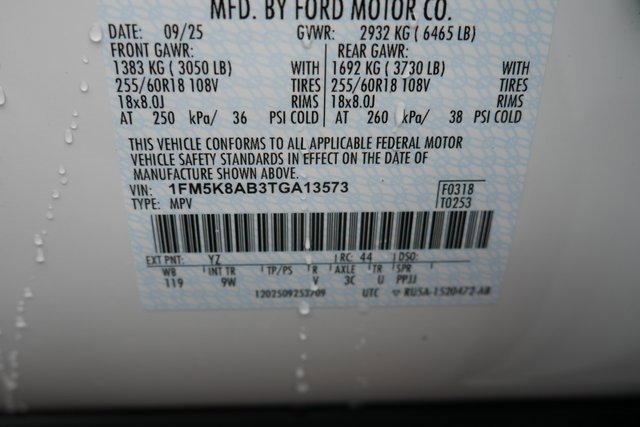 MFD. BY FORD MOTOR CO.
DATE: 09/25 GVWR: 2932 KG ( 6465 LB)
FRONT GAWR: REAR GAWR:
1383 KG ( 3050 LB) WITH 1692 KG ( 3730 LB) WITH
255/60R18 108V TIRES 255/60R18 108V TIRES
18x8.0J RIMS 18x8.0J RIMS
AT 250 kPa/ 36 PSI COLD AT 260 kPa/ 38 PSI COLD
THIS VEHICLE CONFORMS TO ALL APPLICABLE FEDERAL MOTOR
VEHICLE SAFETY STANDARDS IN EFFECT ON THE DATE OF
MANUFACTURE SHOWN ABOVE.
VIN: 1FM5K8AB3TGA13573 F0318
TYPE: MPV T0253
EXT PNT: YZ RC: 44 DSO:
WB INT TR TP/PS R AXLE TR SPR
119 9W V 3C U PPJJ
1202509253709 UTC RUSA-1520472-AB